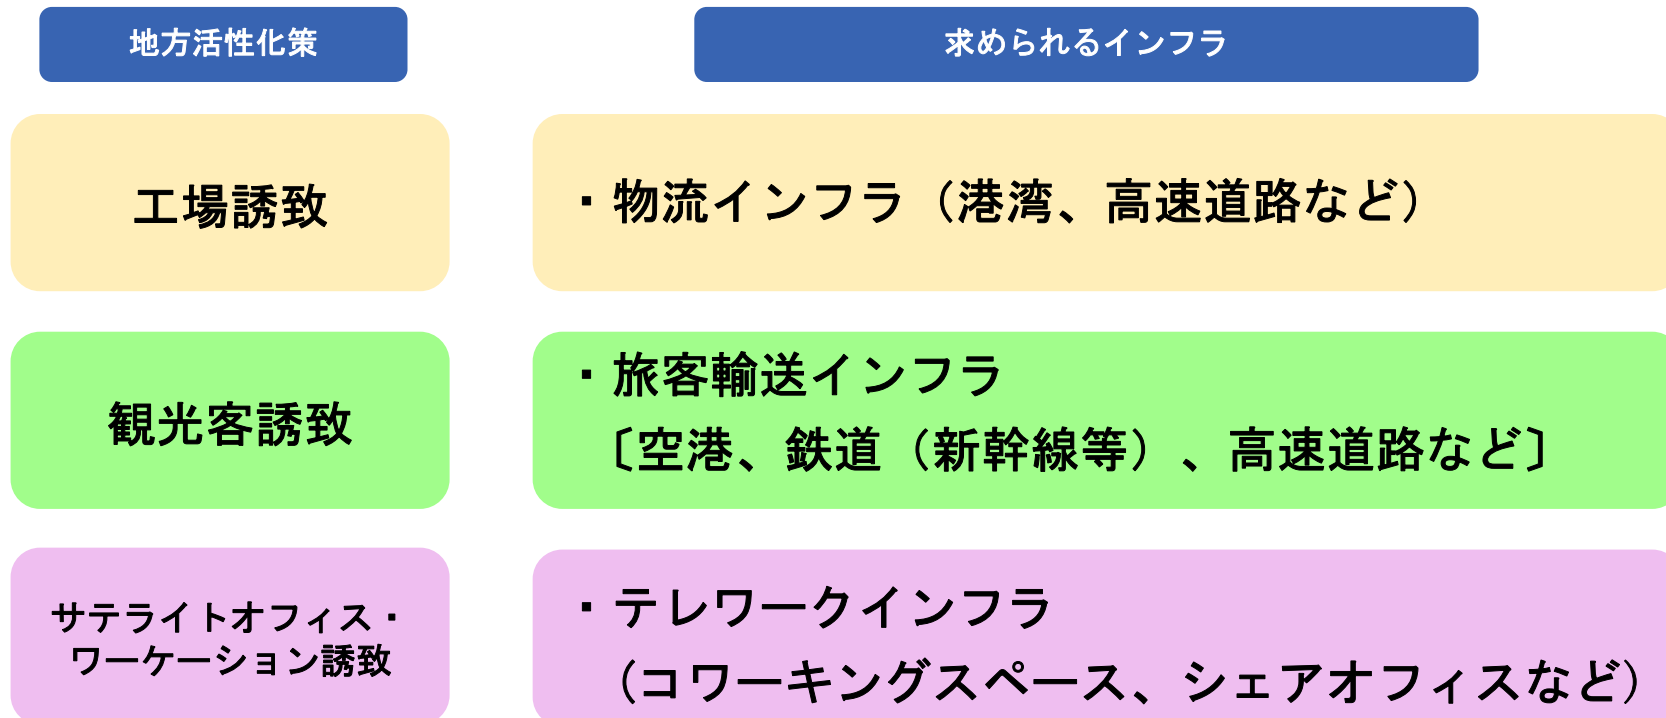 地方活性化策
求められるインフラ
工場誘致
・物流インフラ（港湾、高速道路など）
観光客誘致
・旅客輸送インフラ
〔空港、鉄道（新幹線等）、高速道路など〕
サテライトオフィス・
ワーケーション誘致
・テレワークインフラ
（コワーキングスペース、シェアオフィスなど）